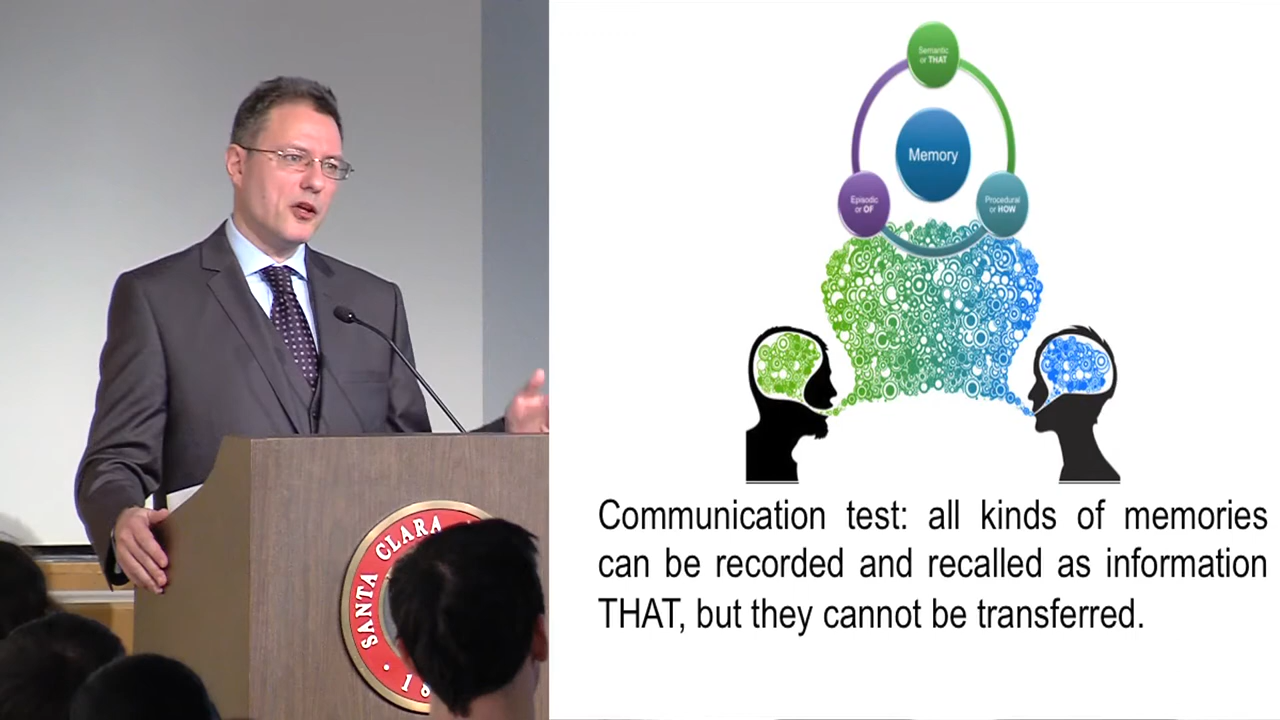 Semantic
or THAT
Memory
Episodic
or OF
Procedural
or HOW
Communication test: all kinds of memories
can be recorded and recalled as information
THAT, but they cannot be transferred.
SANTA CLARA